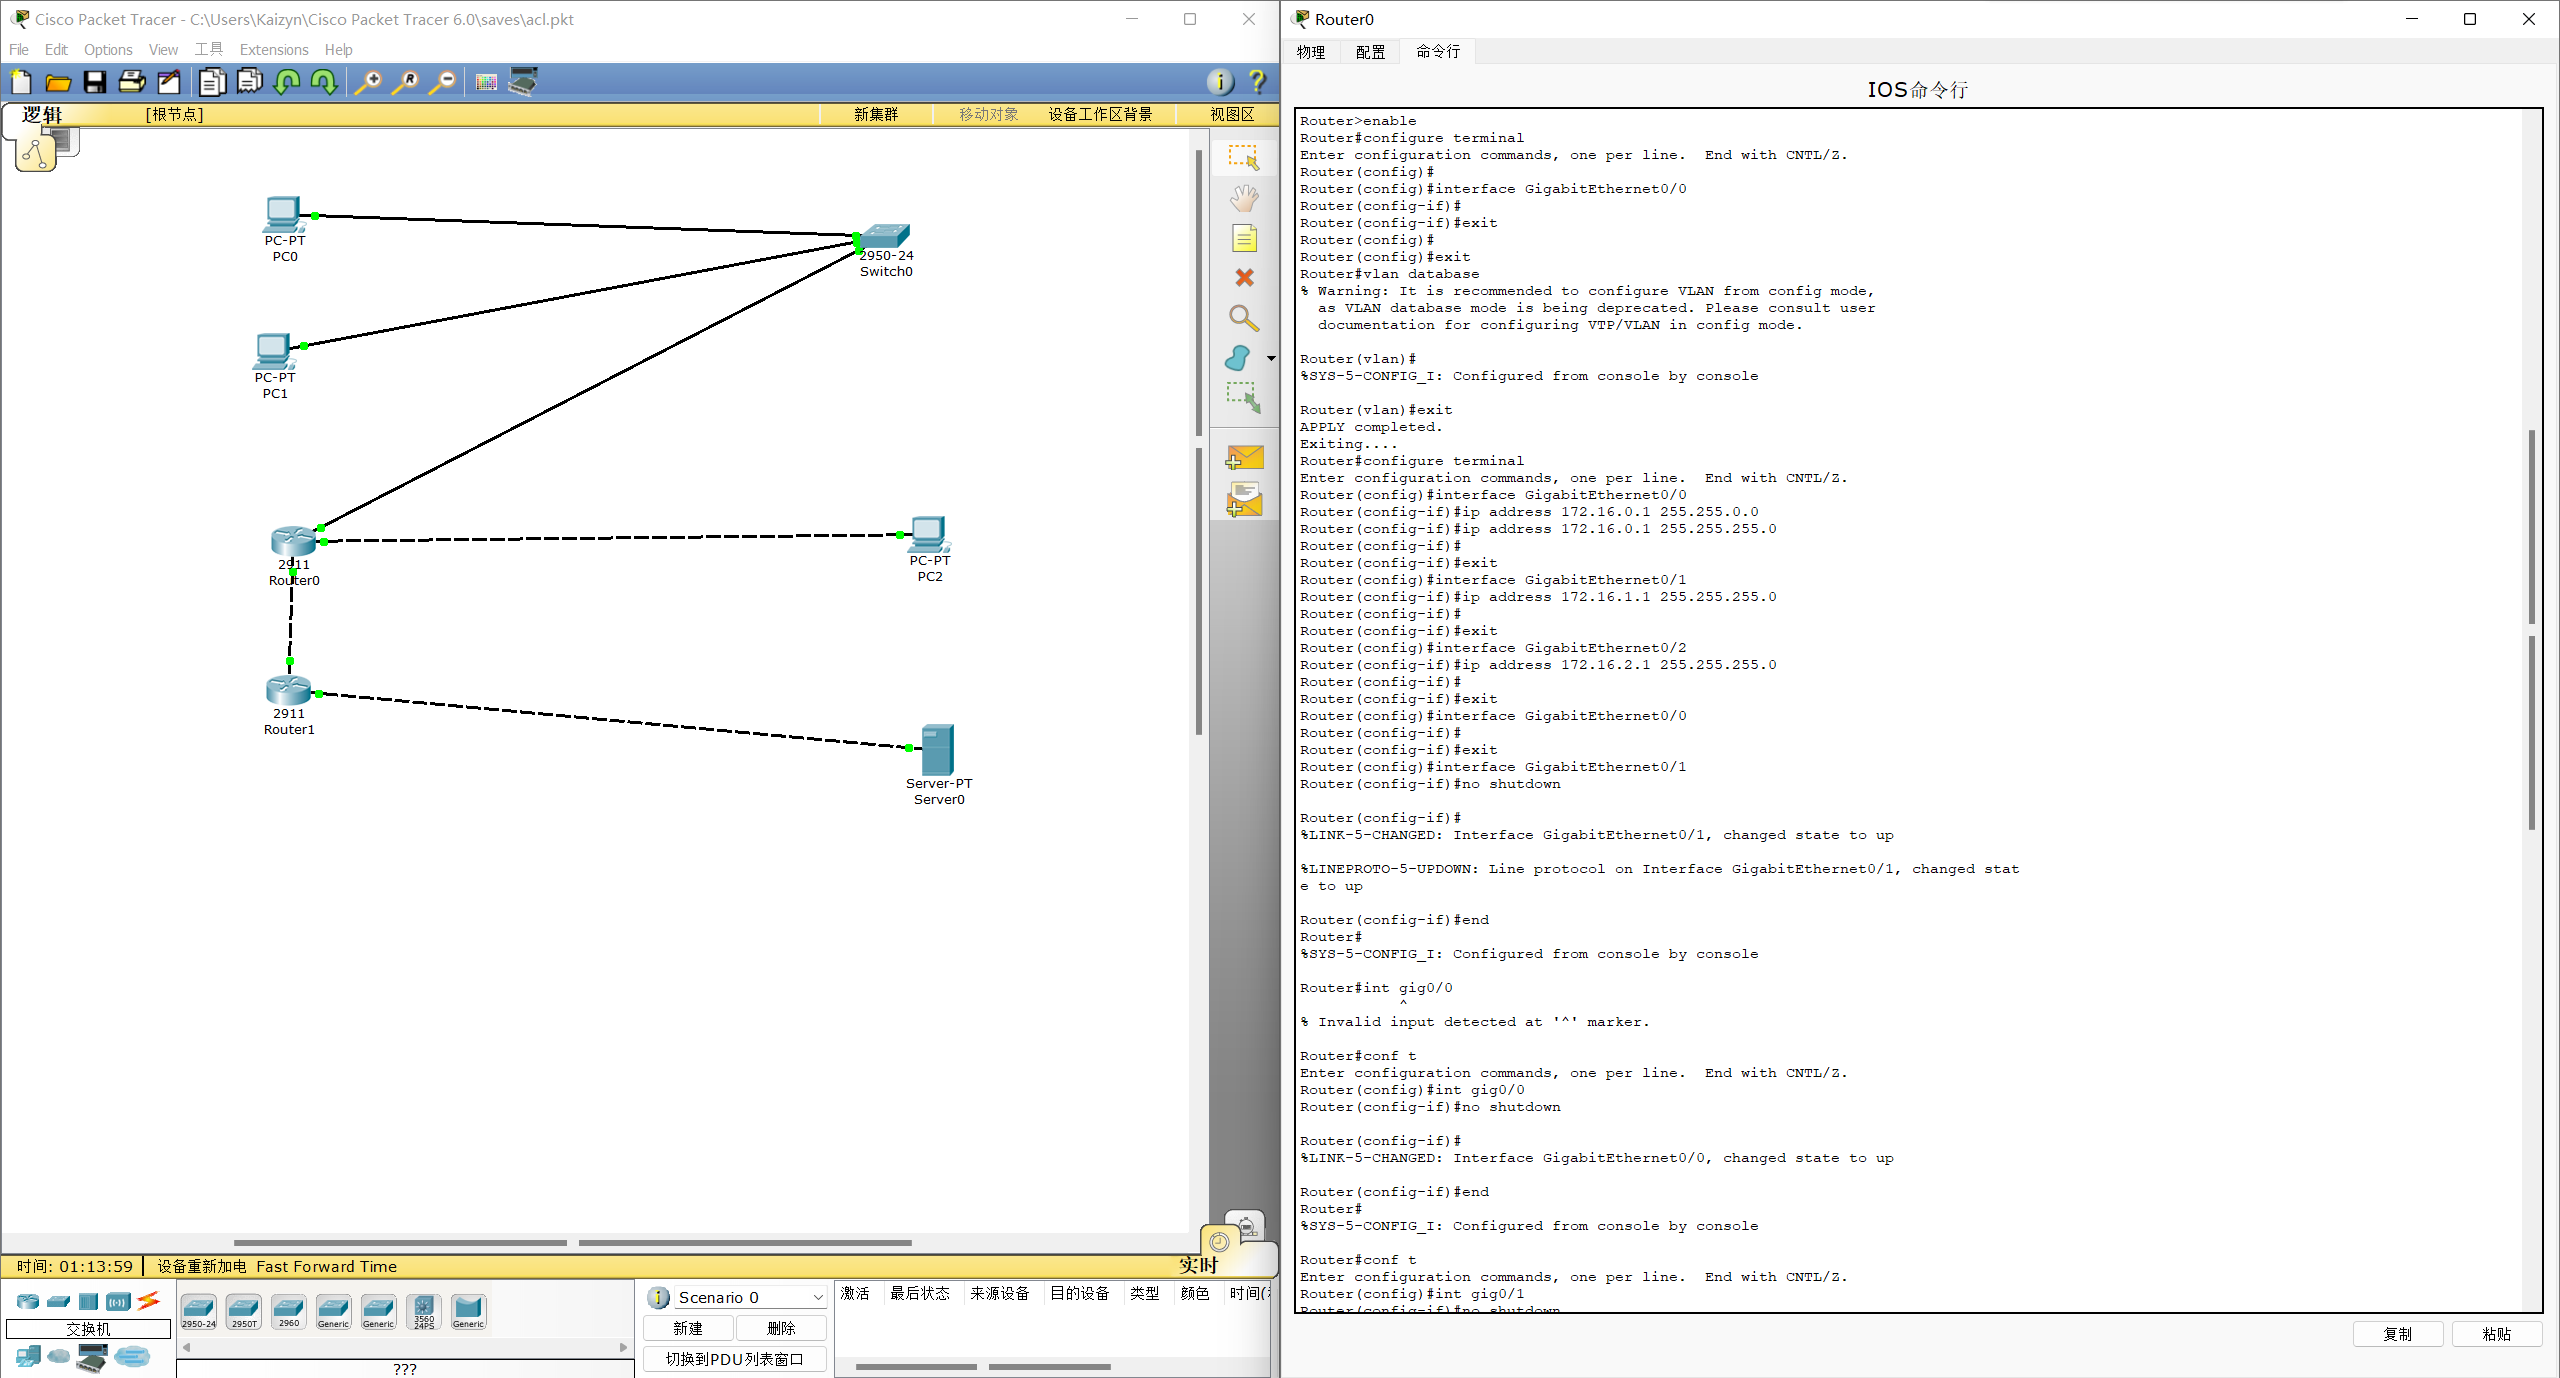 Cisco Packet Tracer - C:\Users\Kaizyn\Cisco Packet Tracer 6.0\saves\acl.pkt
File Edit Options View 工具 Extensions Help
逻辑 [根节点] 新集群 移动对象 设备工作区背景 视图区
PC-PT
PC0
2950-24
Switch0
PC-PT
PC1
2911
Router0
PC-PT
PC2
2911
Router1
Server-PT
Server0
时间: 01:13:59 设备重新加电 Fast Forward Time 实时
交换机
2950-24 2950T 2960 Generic Generic 3560 24PS Generic
???
Scenario 0
新建 删除
切换到PDU列表窗口
激活 最后状态 来源设备 目的设备 类型 颜色
Router0
物理 配置 命令行
IOS命令行
Router>enable
Router#configure terminal
Enter configuration commands, one per line.  End with CNTL/Z.
Router(config)#
Router(config)#interface GigabitEthernet0/0
Router(config-if)#
Router(config-if)#exit
Router(config)#
Router(config)#exit
Router#vlan database
% Warning: It is recommended to configure VLAN from config mode,
  as VLAN database mode is being deprecated. Please consult user
  documentation for configuring VTP/VLAN in config mode.
Router(vlan)#
%SYS-5-CONFIG_I: Configured from console by console
Router(vlan)#exit
APPLY completed.
Exiting....
Router#configure terminal
Enter configuration commands, one per line.  End with CNTL/Z.
Router(config)#interface GigabitEthernet0/0
Router(config-if)#ip address 172.16.0.1 255.255.0.0
Router(config-if)#ip address 172.16.0.1 255.255.255.0
Router(config-if)#
Router(config-if)#exit
Router(config)#interface GigabitEthernet0/1
Router(config-if)#ip address 172.16.1.1 255.255.255.0
Router(config-if)#
Router(config-if)#exit
Router(config)#interface GigabitEthernet0/2
Router(config-if)#ip address 172.16.2.1 255.255.255.0
Router(config-if)#
Router(config-if)#exit
Router(config)#interface GigabitEthernet0/0
Router(config-if)#
Router(config-if)#exit
Router(config)#interface GigabitEthernet0/1
Router(config-if)#no shutdown
Router(config-if)#
%LINK-5-CHANGED: Interface GigabitEthernet0/1, changed state to up
%LINEPROTO-5-UPDOWN: Line protocol on Interface GigabitEthernet0/1, changed stat
e to up
Router(config-if)#end
Router#
%SYS-5-CONFIG_I: Configured from console by console
Router#int gig0/0
^
% Invalid input detected at '^' marker.
Router#conf t
Enter configuration commands, one per line.  End with CNTL/Z.
Router(config)#int gig0/0
Router(config-if)#no shutdown
Router(config-if)#
%LINK-5-CHANGED: Interface GigabitEthernet0/0, changed state to up
Router(config-if)#end
Router#
%SYS-5-CONFIG_I: Configured from console by console
Router#conf t
Enter configuration commands, one per line.  End with CNTL/Z.
Router(config)#int gig0/1
Router(config-if)#no shutdown
复制 粘贴